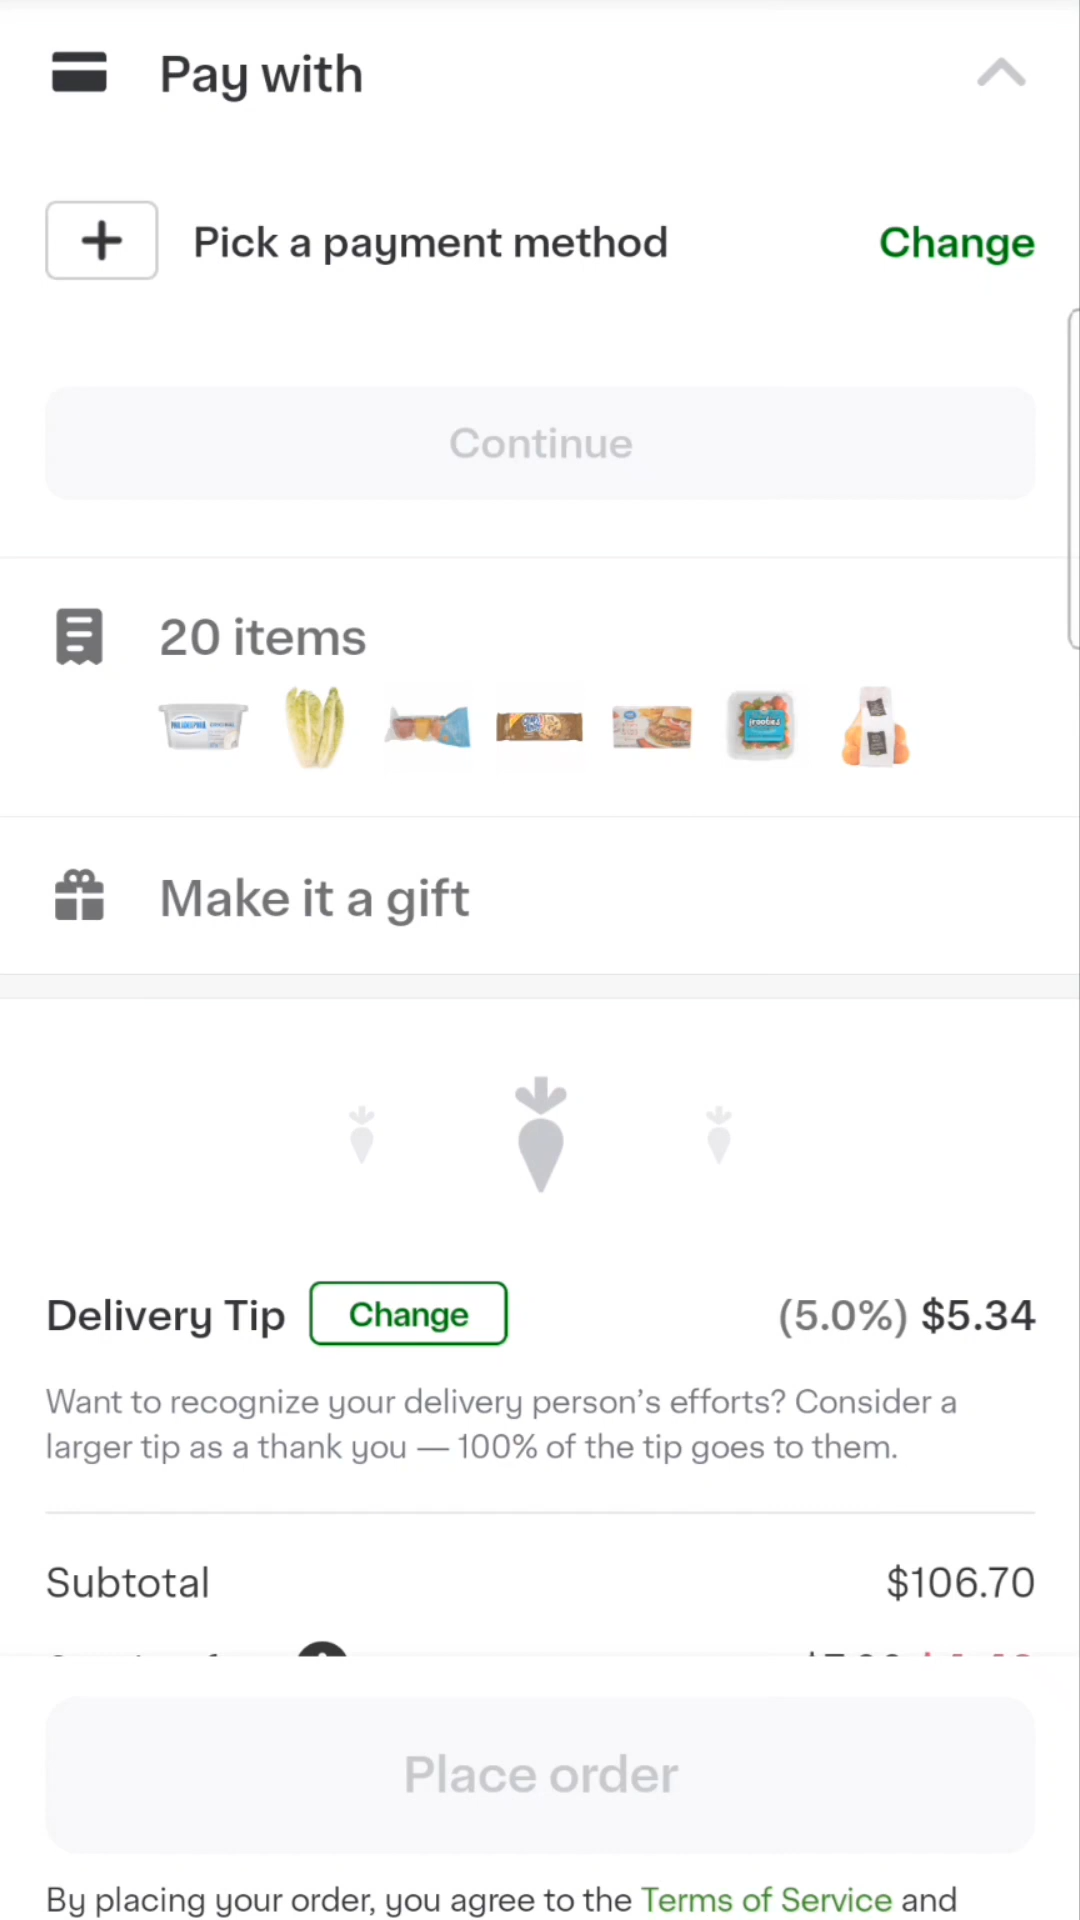 Pay with
Pick a payment method
Change
Continue
20 items
PHILADELPHIA
Make it a gift
Delivery Tip
Change
(5.0%) $5.34
Want to recognize your delivery person’s efforts? Consider a
larger tip as a thank you — 100% of the tip goes to them.
Subtotal
$106.70
Place order
By placing your order, you agree to the Terms of Service and